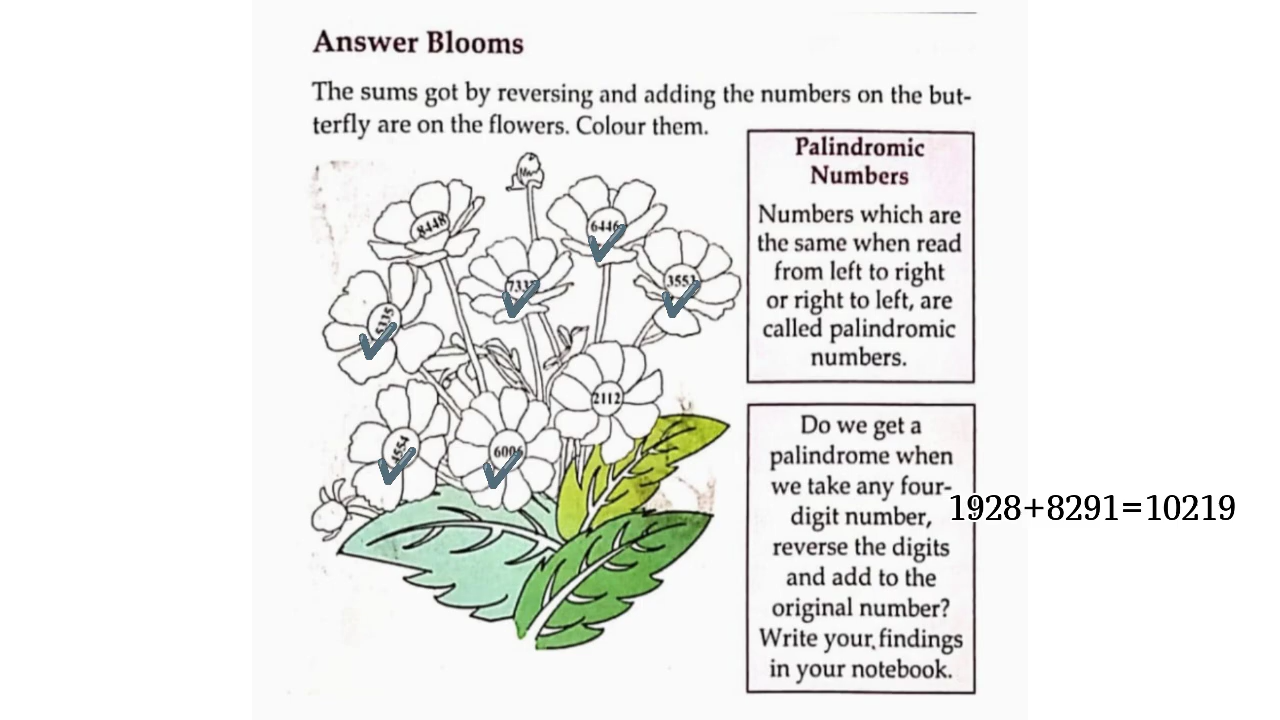 Answer Blooms
The sums got by reversing and adding the numbers on the but-
terfly are on the flowers. Colour them.
Palindromic
Numbers
Numbers which are
the same when read
from left to right
or right to left, are
called palindromic
numbers.
8448
6446
3553
5335
2112
6006
Do we get a
palindrome when
we take any four-
digit number,
reverse the digits
and add to the
original number?
Write your findings
in your notebook.
1928+8291=10219